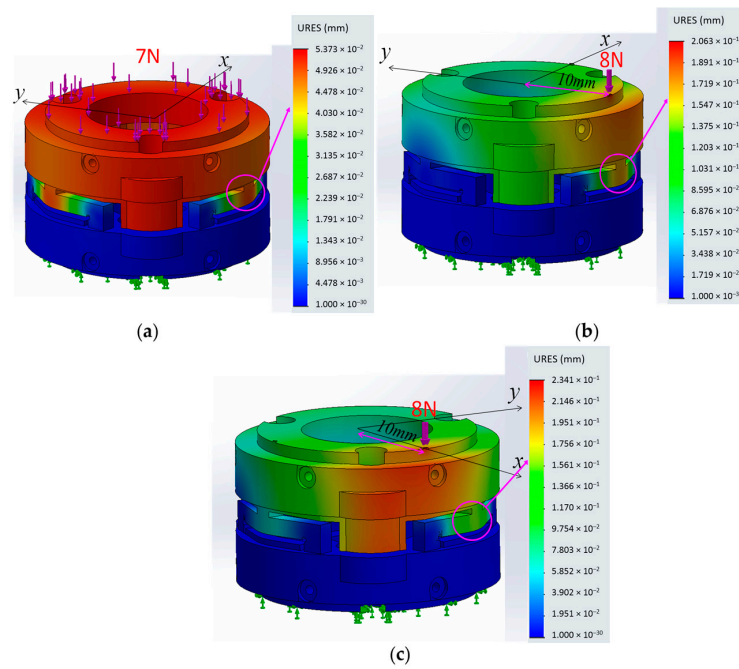 7N
x
y
URES (mm)
5.373 × 10⁻²
4.926 × 10⁻²
4.478 × 10⁻²
4.030 × 10⁻²
3.582 × 10⁻²
3.135 × 10⁻²
2.687 × 10⁻²
2.239 × 10⁻²
1.791 × 10⁻²
1.343 × 10⁻²
8.956 × 10⁻³
4.478 × 10⁻³
1.000 × 10⁻³⁰
(a)
x
y
8N
10mm
URES (mm)
2.063 × 10⁻¹
1.891 × 10⁻¹
1.719 × 10⁻¹
1.547 × 10⁻¹
1.375 × 10⁻¹
1.203 × 10⁻¹
1.031 × 10⁻¹
8.595 × 10⁻²
6.876 × 10⁻²
5.157 × 10⁻²
3.438 × 10⁻²
1.719 × 10⁻²
1.000 × 10⁻³⁰
(b)
8N
y
10mm
x
URES (mm)
2.341 × 10⁻¹
2.146 × 10⁻¹
1.951 × 10⁻¹
1.756 × 10⁻¹
1.561 × 10⁻¹
1.366 × 10⁻¹
1.170 × 10⁻¹
9.754 × 10⁻²
7.803 × 10⁻²
5.852 × 10⁻²
3.902 × 10⁻²
1.951 × 10⁻²
1.000 × 10⁻³⁰
(c)